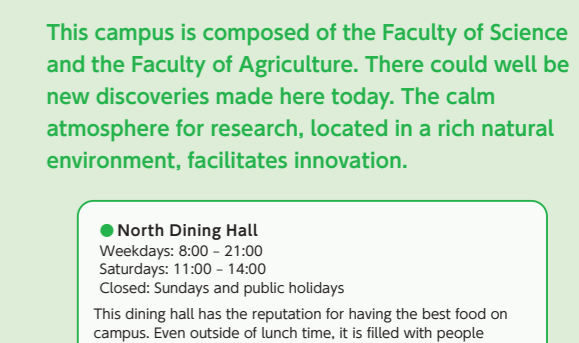 This campus is composed of the Faculty of Science
and the Faculty of Agriculture. There could well be
new discoveries made here today. The calm
atmosphere for research, located in a rich natural
environment, facilitates innovation.
● North Dining Hall
Weekdays: 8:00 – 21:00
Saturdays: 11:00 – 14:00
Closed: Sundays and public holidays
This dining hall has the reputation for having the best food on
campus. Even outside of lunch time, it is filled with people